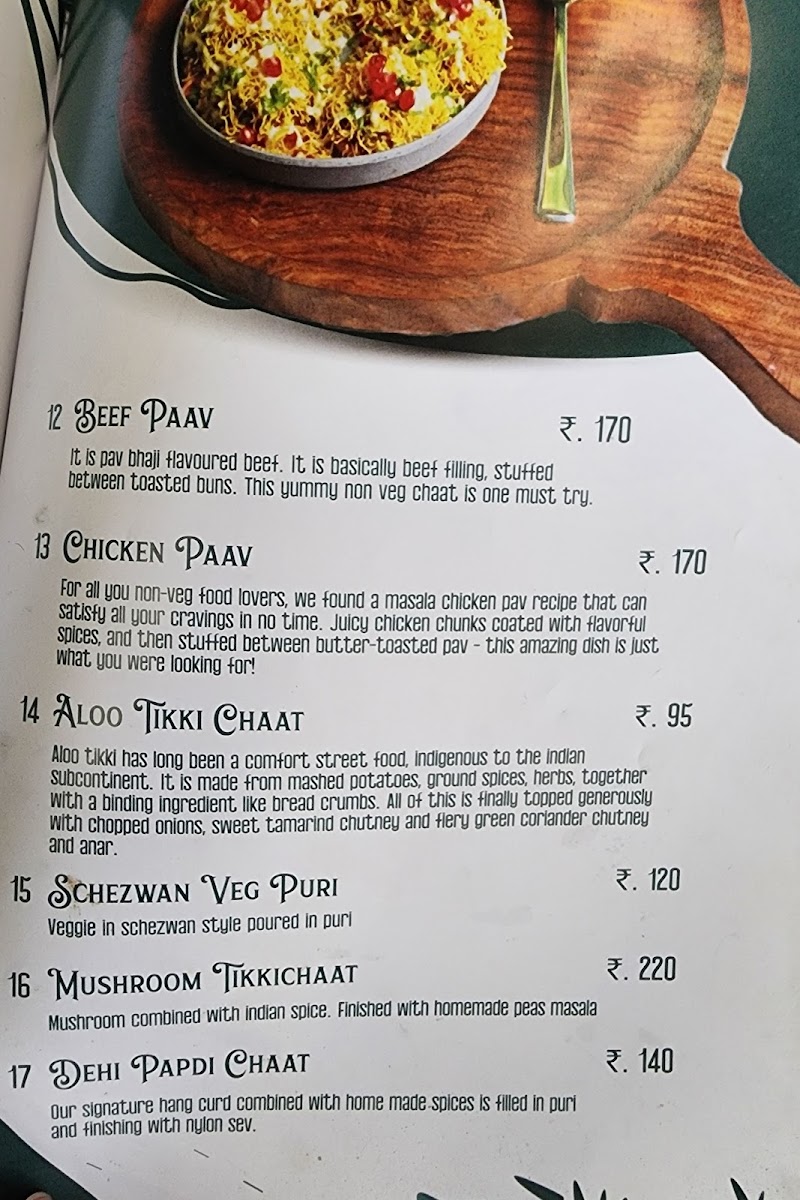 12 Beef Paav ₹. 170
It is pav bhaji flavoured beef. It is basically beef filling, stuffed
between toasted buns. This yummy non veg chaat is one must try.
13 Chicken Paav ₹. 170
For all you non-veg food lovers, we found a masala chicken pav recipe that can
satisfy all your cravings in no time. Juicy chicken chunks coated with flavorful
spices, and then stuffed between butter-toasted pav - this amazing dish is just
what you were looking for!
14 Aloo Tikki Chaat ₹. 95
Aloo tikki has long been a comfort street food, indigenous to the Indian
subcontinent. It is made from mashed potatoes, ground spices, herbs, together
with a binding ingredient like bread crumbs. All of this is finally topped generously
with chopped onions, sweet tamarind chutney and fiery green coriander chutney
and anar.
15 Schezwan Veg Puri ₹. 120
Veggie in schezwan style poured in puri
16 Mushroom Tikkichaat ₹. 220
Mushroom combined with indian spice. Finished with homemade peas masala
17 Dehi Papdi Chaat ₹. 140
Our signature hang curd combined with home made spices is filled in puri
and finishing with nylon sev.